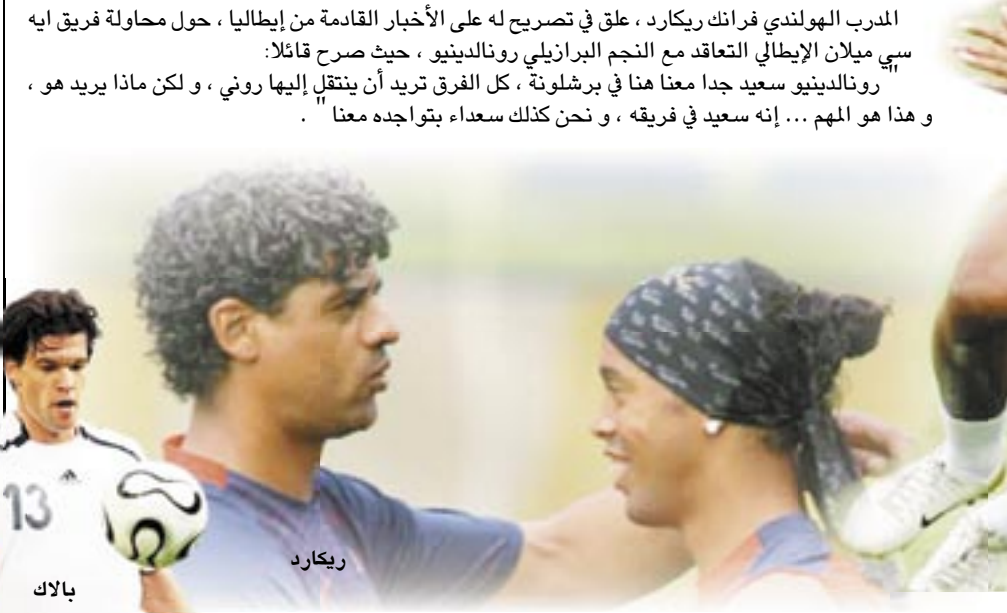 المدرب الهولندي فرانك ريكارد ، علق في تصريح له على الأخبار القادمة من إيطاليا ، حول محاولة فريق ايه
سي ميلان الإيطالي التعاقد مع النجم البرازيلي رونالدينيو ، حيث صرح قائلا:
" رونالدينيو سعيد جدا معنا هنا في برشلونة ، كل الفرق تريد أن ينتقل إليها روني ، و لكن ماذا يريد هو ،
و هذا هو المهم ... إنه سعيد في فريقه ، و نحن كذلك سعداء بتواجده معنا " .
13
ريكارد
بالاك